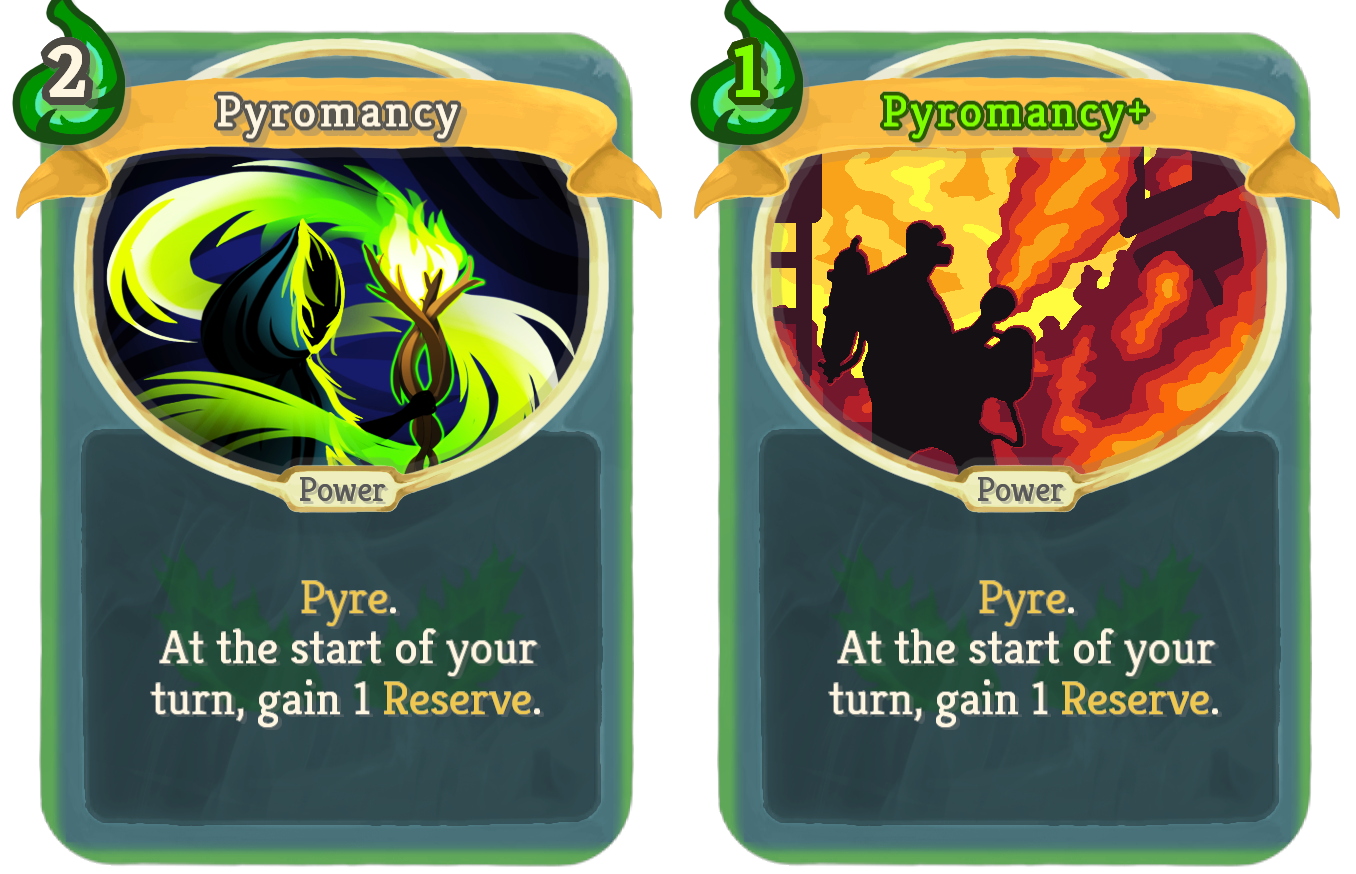 2
Pyromancy
Power
Pyre.
At the start of your
turn, gain 1 Reserve.
1
Pyromancy+
Power
Pyre.
At the start of your
turn, gain 1 Reserve.